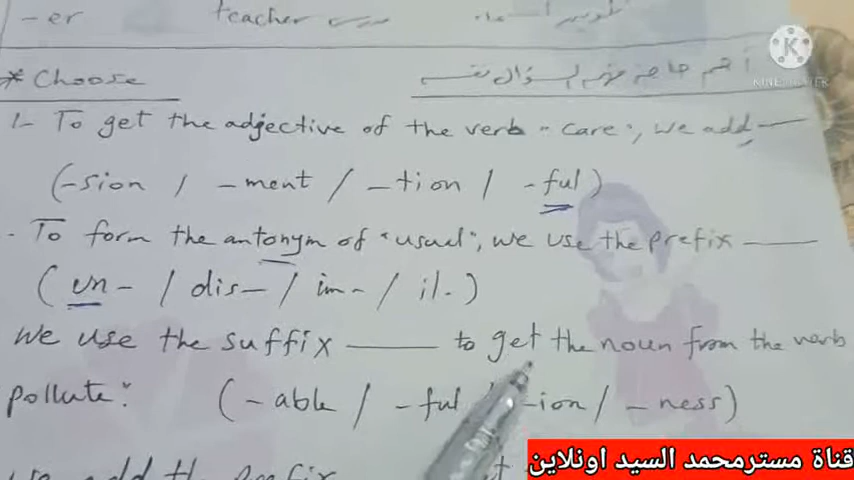 -er teacher مدرس
* Choose
1- To get the adjective of the verb "care", we add ——
(-sion / -ment / -tion / -ful)
- To form the antonym of "usual", we use the prefix ——
(un- / dis- / im- / il-)
We use the suffix —— to get the noun from the verb
pollute: (-able / -ful / -ion / -ness)
KINEMASTER
قناة مسترمحمد السيد اونلاين